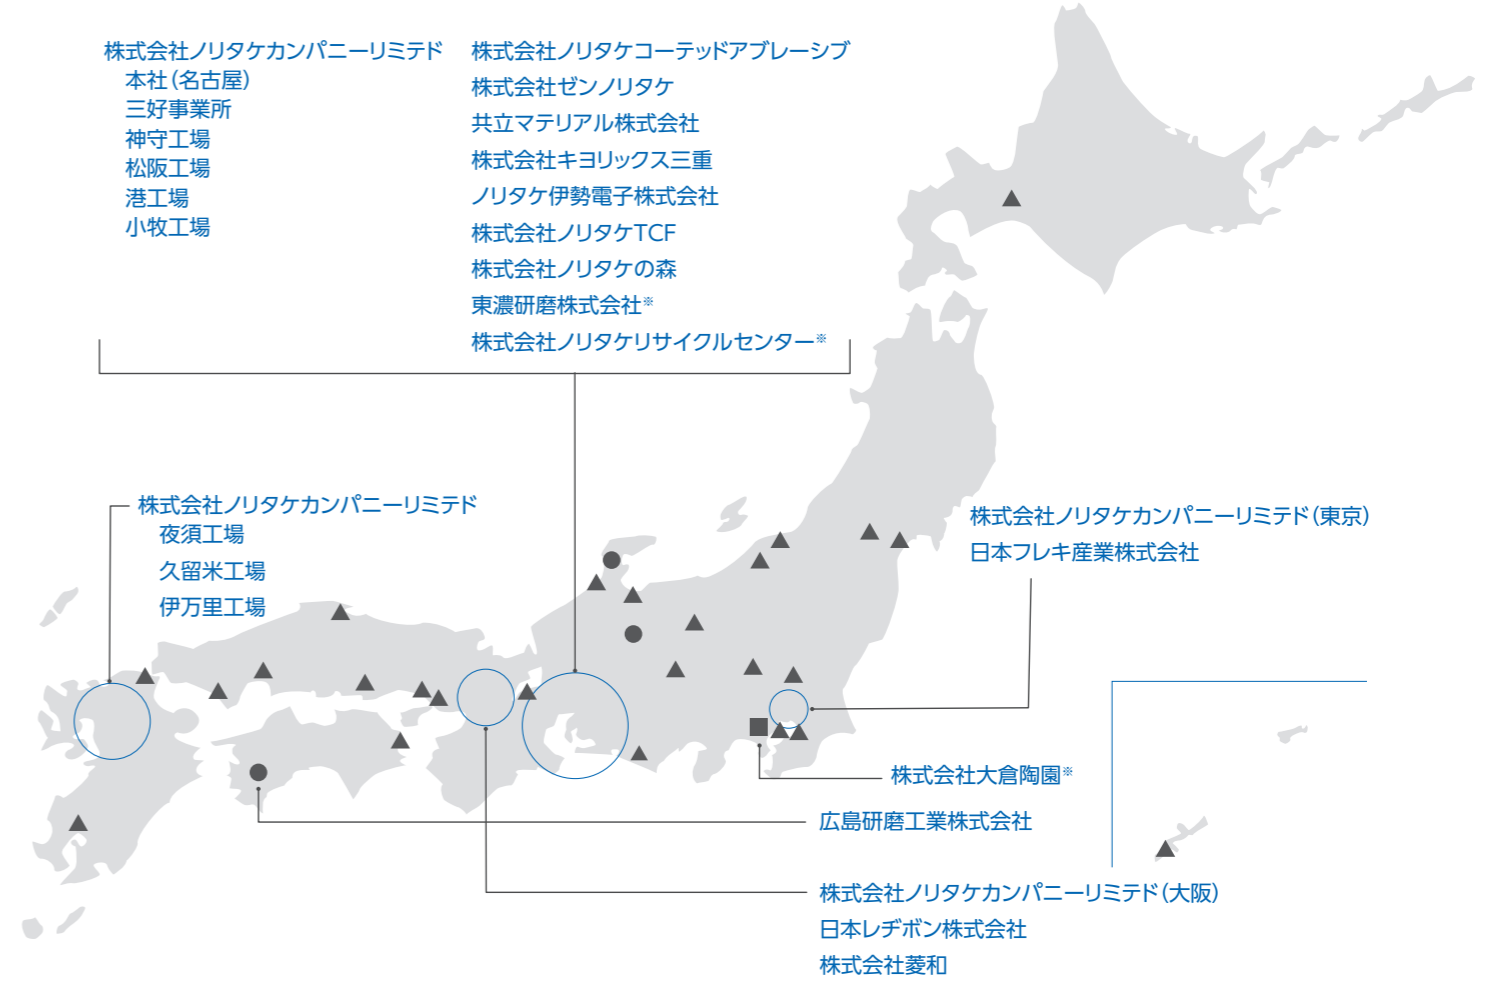 株式会社ノリタケカンパニーリミテド
本社(名古屋)
三好事業所
神守工場
松阪工場
港工場
小牧工場
株式会社ノリタケコーテッドアブレーシブ
株式会社ゼンノリタケ
共立マテリアル株式会社
株式会社キヨリックス三重
ノリタケ伊勢電子株式会社
株式会社ノリタケTCF
株式会社ノリタケの森
東濃研磨株式会社※
株式会社ノリタケリサイクルセンター※
株式会社ノリタケカンパニーリミテド
夜須工場
久留米工場
伊万里工場
株式会社ノリタケカンパニーリミテド(東京)
日本フレキ産業株式会社
株式会社大倉陶園※
広島研磨工業株式会社
株式会社ノリタケカンパニーリミテド(大阪)
日本レヂボン株式会社
株式会社菱和